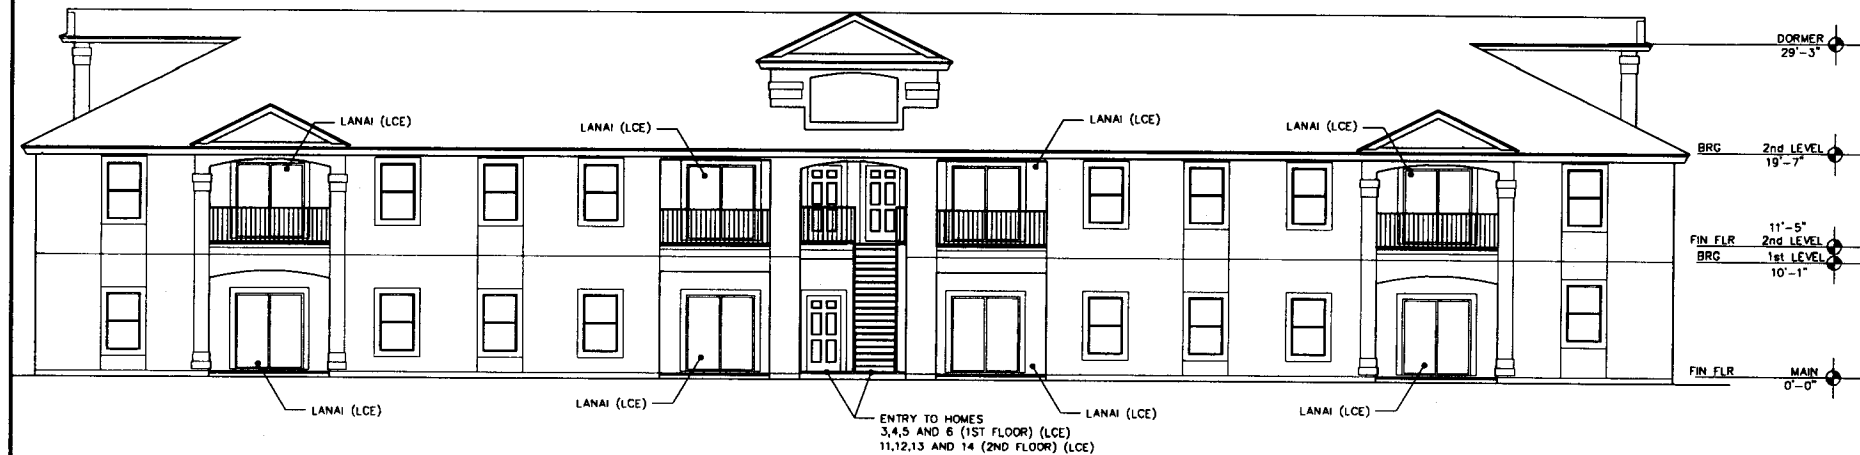 DORMER
29'-3"
LANAI (LCE)
LANAI (LCE)
LANAI (LCE)
LANAI (LCE)
BRG 2nd LEVEL
19'-7"
11'-5"
FIN FLR 2nd LEVEL
BRG 1st LEVEL
10'-1"
FIN FLR MAIN
0'-0"
LANAI (LCE)
LANAI (LCE)
LANAI (LCE)
LANAI (LCE)
ENTRY TO HOMES
3,4,5 AND 6 (1ST FLOOR) (LCE)
11,12,13 AND 14 (2ND FLOOR) (LCE)